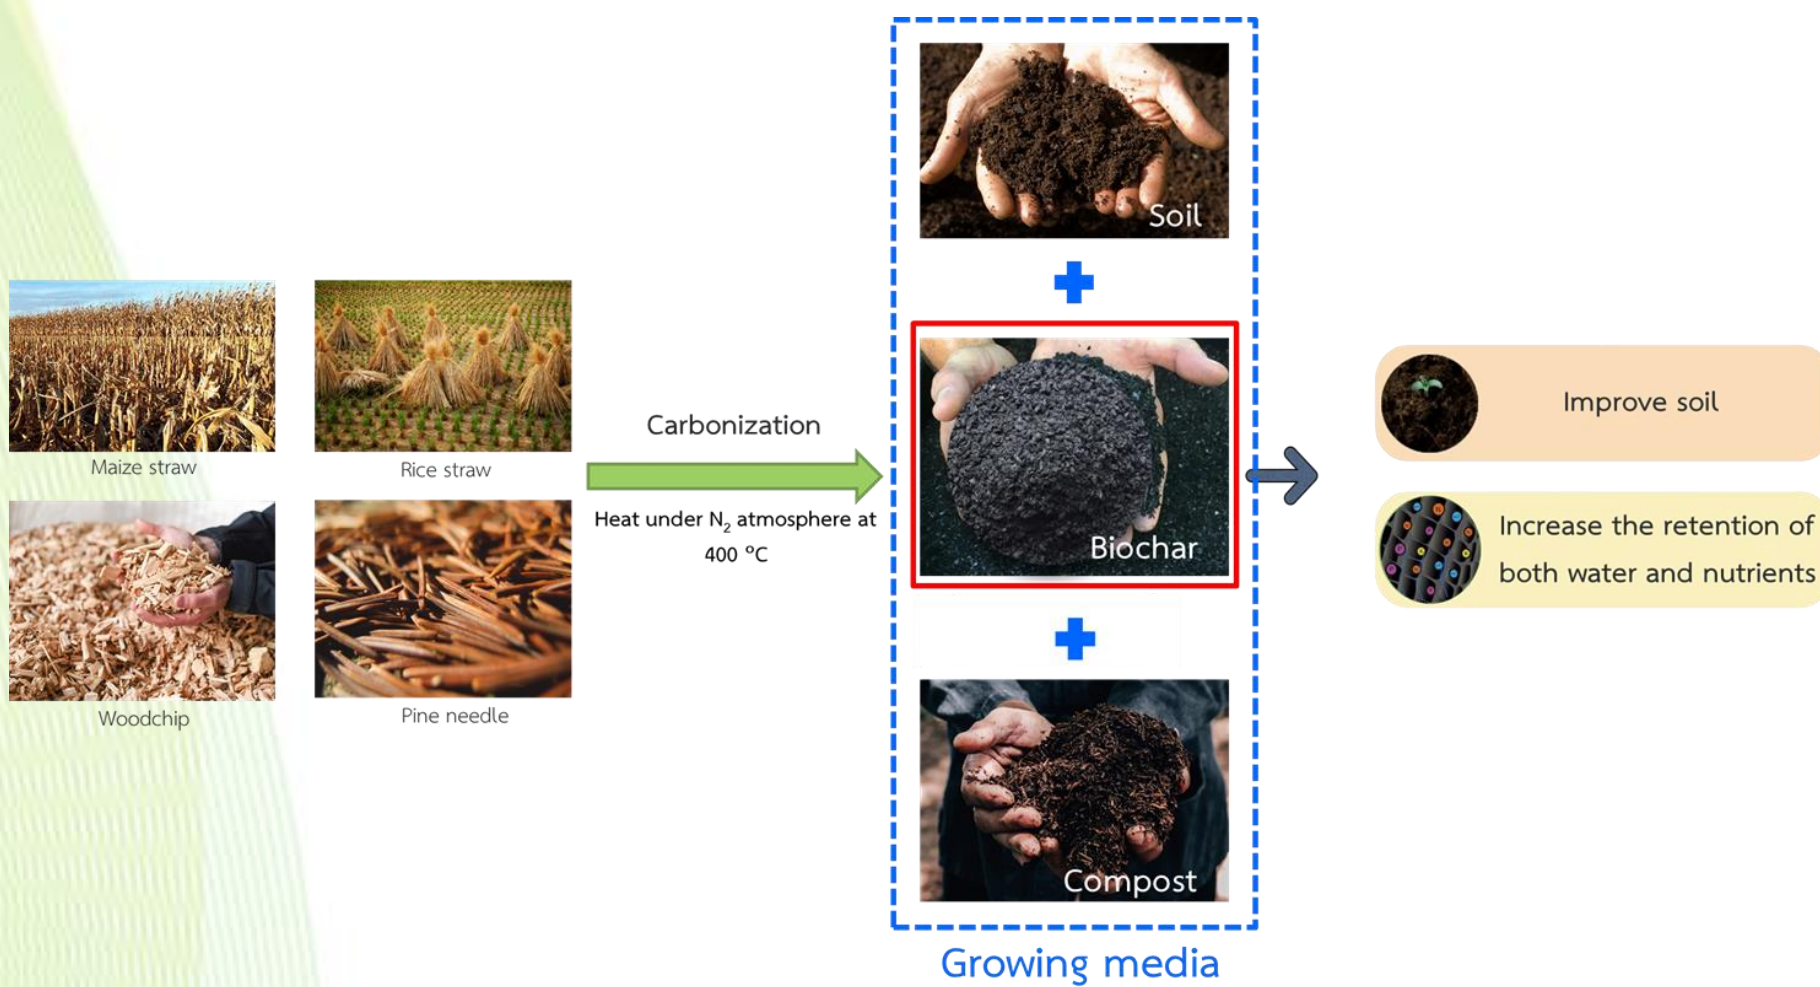 Maize straw
Rice straw
Woodchip
Pine needle
Carbonization
Heat under N₂ atmosphere at
400 °C
Soil
Biochar
Compost
Growing media
Improve soil
Increase the retention of
both water and nutrients